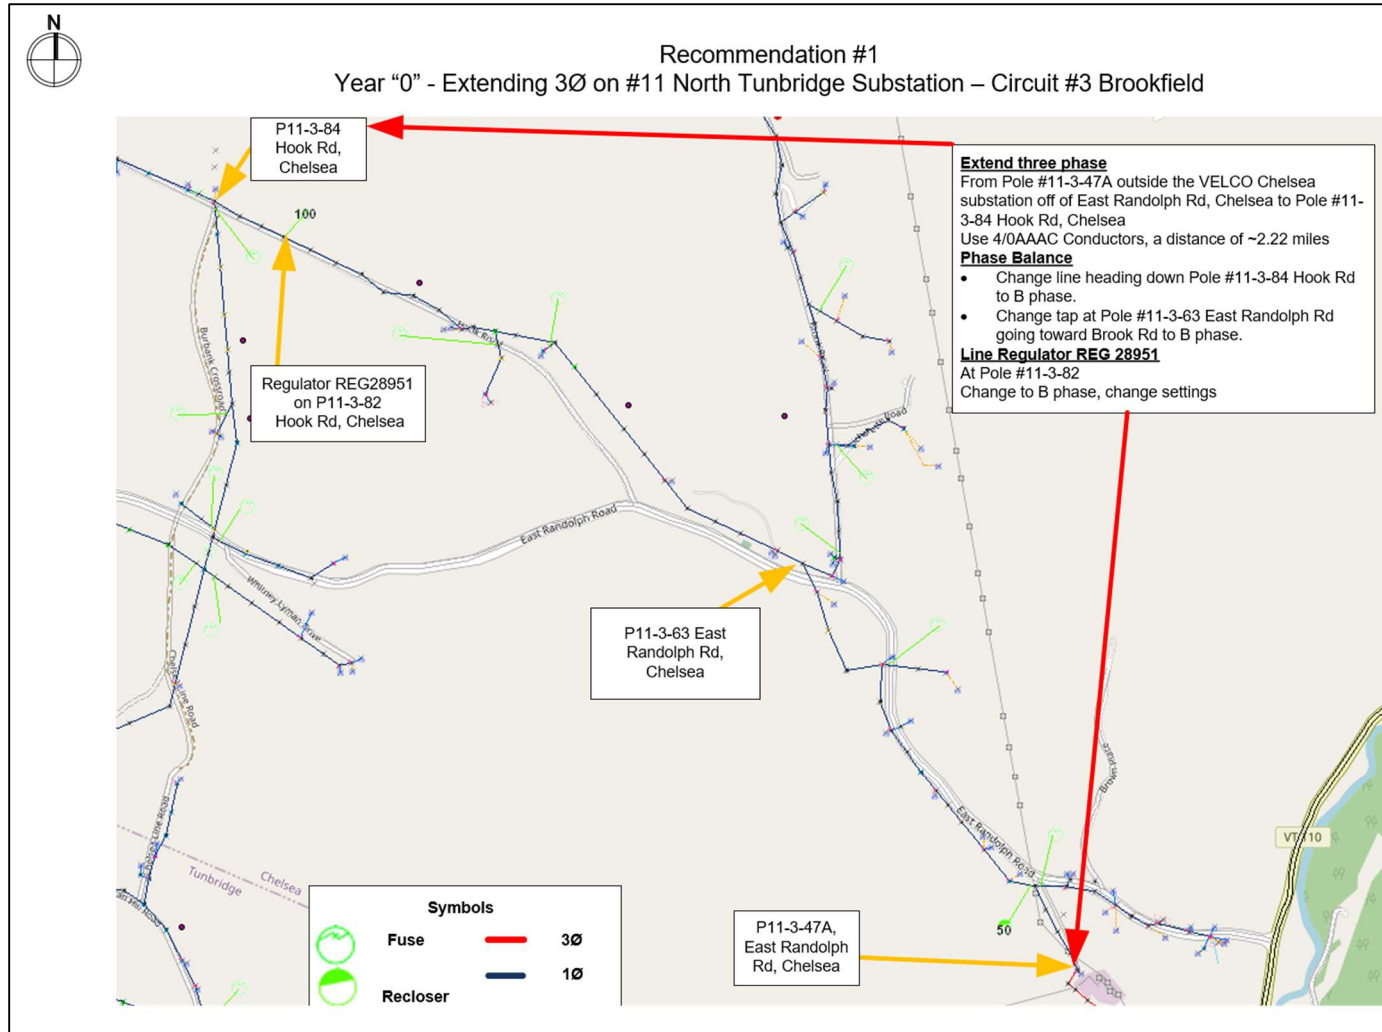 N
Recommendation #1
Year “0” - Extending 3Ø on #11 North Tunbridge Substation – Circuit #3 Brookfield
P11-3-84
Hook Rd,
Chelsea
Extend three phase
From Pole #11-3-47A outside the VELCO Chelsea
substation off of East Randolph Rd, Chelsea to Pole #11-
3-84 Hook Rd, Chelsea
Use 4/0AAAC Conductors, a distance of ~2.22 miles
Phase Balance
• Change line heading down Pole #11-3-84 Hook Rd
to B phase.
• Change tap at Pole #11-3-63 East Randolph Rd
going toward Brook Rd to B phase.
Line Regulator REG 28951
At Pole #11-3-82
Change to B phase, change settings
100
Burbank Crossroad
Regulator REG28951
on P11-3-82
Hook Rd, Chelsea
Road
East Randolph Road
Whitney Lyman Drive
P11-3-63 East
Randolph Rd,
Chelsea
Chelsea Line Road
Chelsea Line Road
Chelsea
Tunbridge
East Randolph Road
VT 110
50
P11-3-47A,
East Randolph
Rd, Chelsea
Symbols
Fuse
3Ø
1Ø
Recloser